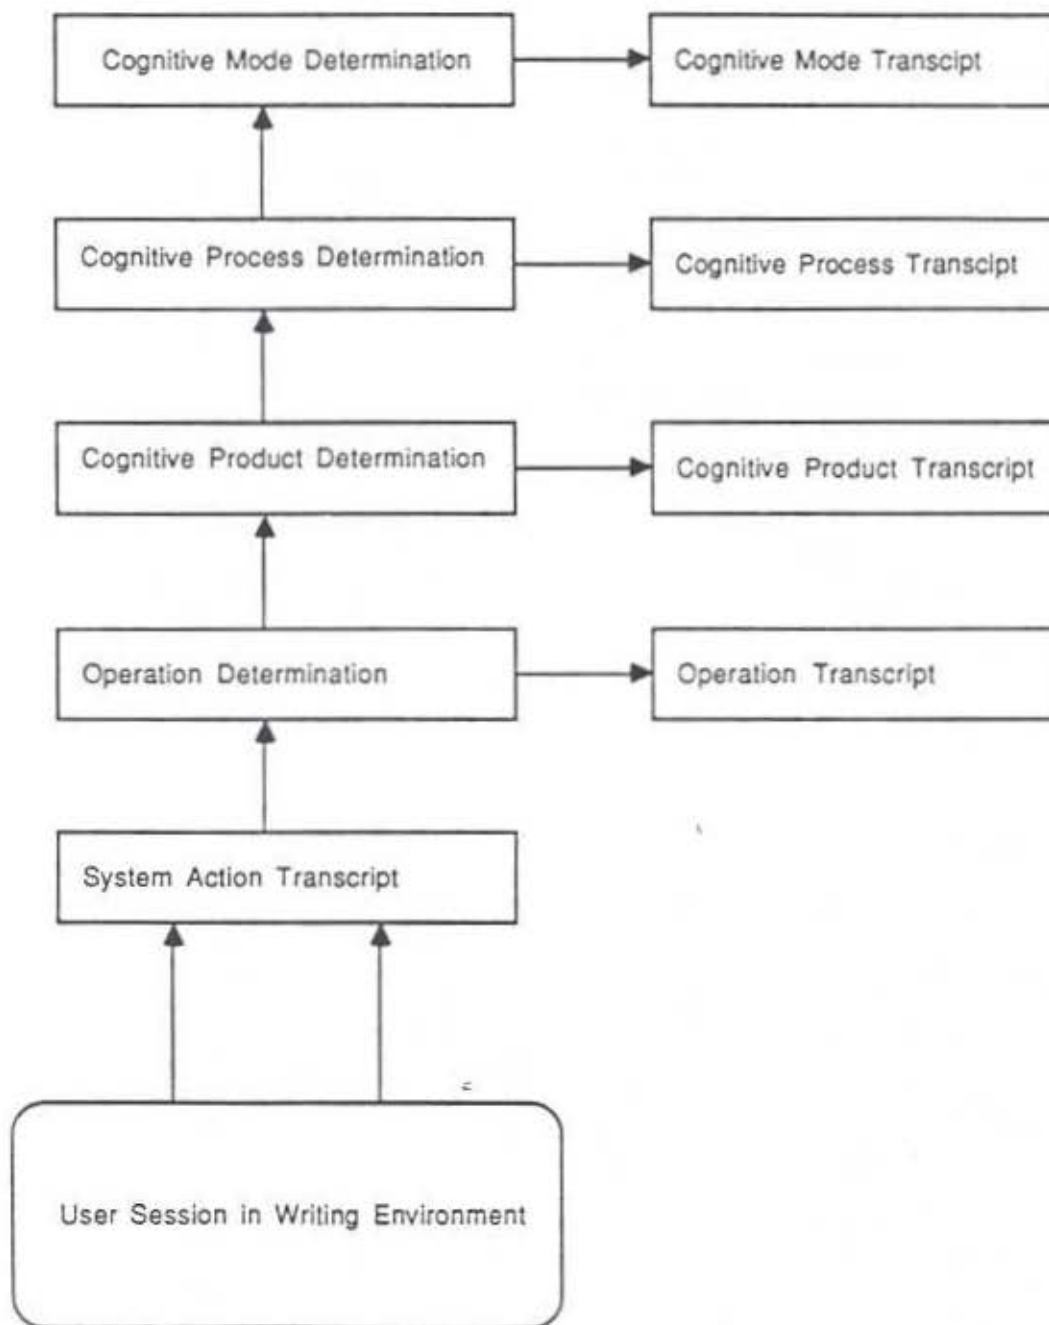 Cognitive Mode Determination
Cognitive Mode Transcipt
Cognitive Process Determination
Cognitive Process Transcipt
Cognitive Product Determination
Cognitive Product Transcript
Operation Determination
Operation Transcript
System Action Transcript
User Session in Writing Environment